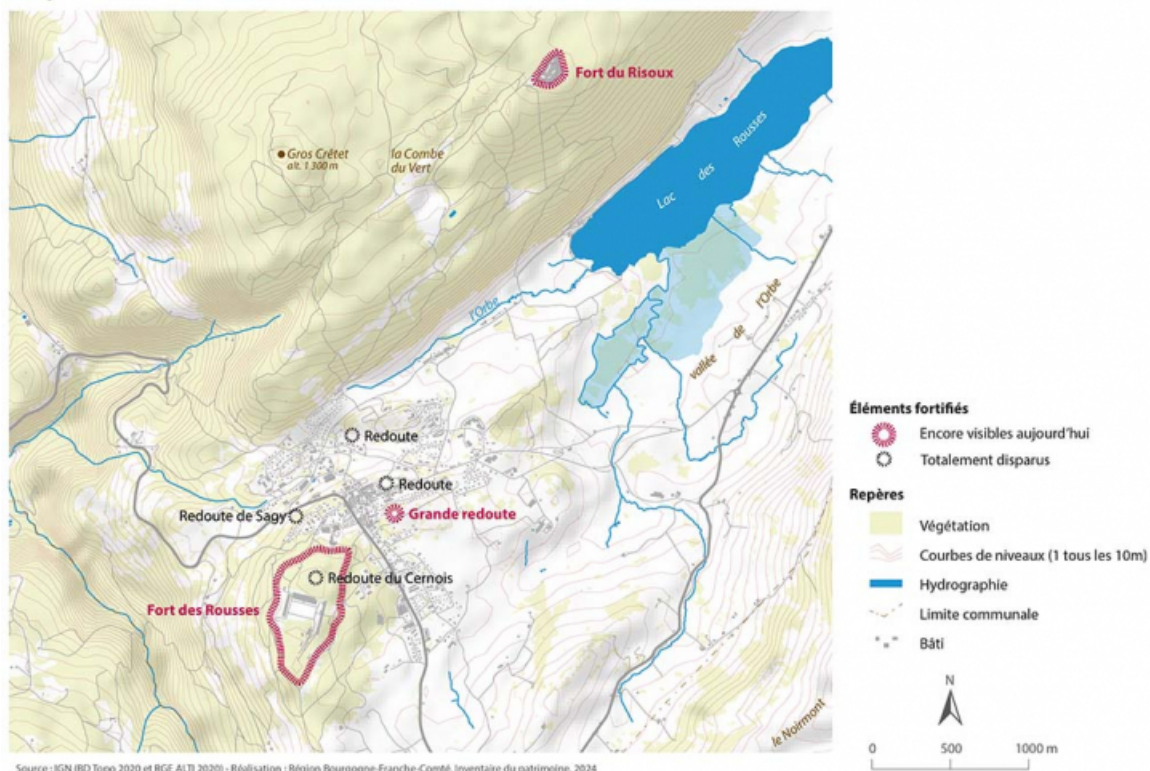 Fort du Risoux
Gros Crêtet
alt. 1 300 m
la Combe
du Vert
Lac des Rousses
l'Orbe
vallée de l'Orbe
Redoute
Redoute
Redoute de Sagy
Grande redoute
Redoute du Cernois
Fort des Rousses
le Noirmont
Éléments fortifiés
Encore visibles aujourd'hui
Totalement disparus
Repères
Végétation
Courbes de niveaux (1 tous les 10m)
Hydrographie
Limite communale
Bâti
N
0 500 1000 m
Source : IGN (BD Topo 2020 et RGE ALTI 2020) - Réalisation : Région Bourgogne-Franche-Comté, Inventaire du patrimoine, 2024